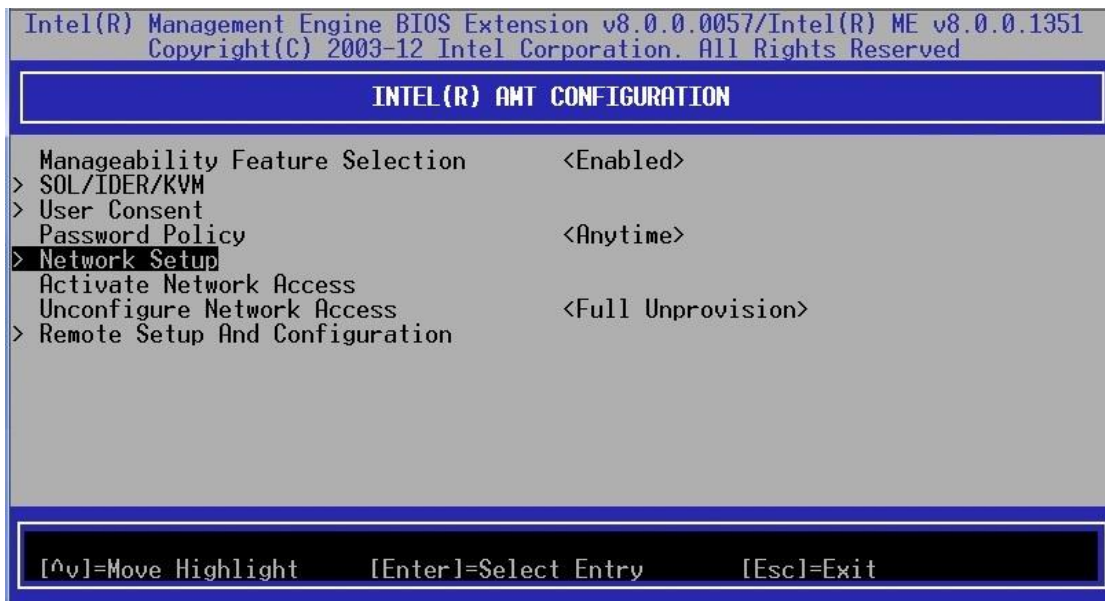 Intel(R) Management Engine BIOS Extension v8.0.0.0057/Intel(R) ME v8.0.0.1351
Copyright(C) 2003-12 Intel Corporation. All Rights Reserved
INTEL(R) AMT CONFIGURATION
Manageability Feature Selection <Enabled>
> SOL/IDER/KVM
> User Consent
Password Policy <Anytime>
> Network Setup
Activate Network Access
Unconfigure Network Access <Full Unprovision>
> Remote Setup And Configuration
[^v]=Move Highlight [Enter]=Select Entry [Esc]=Exit